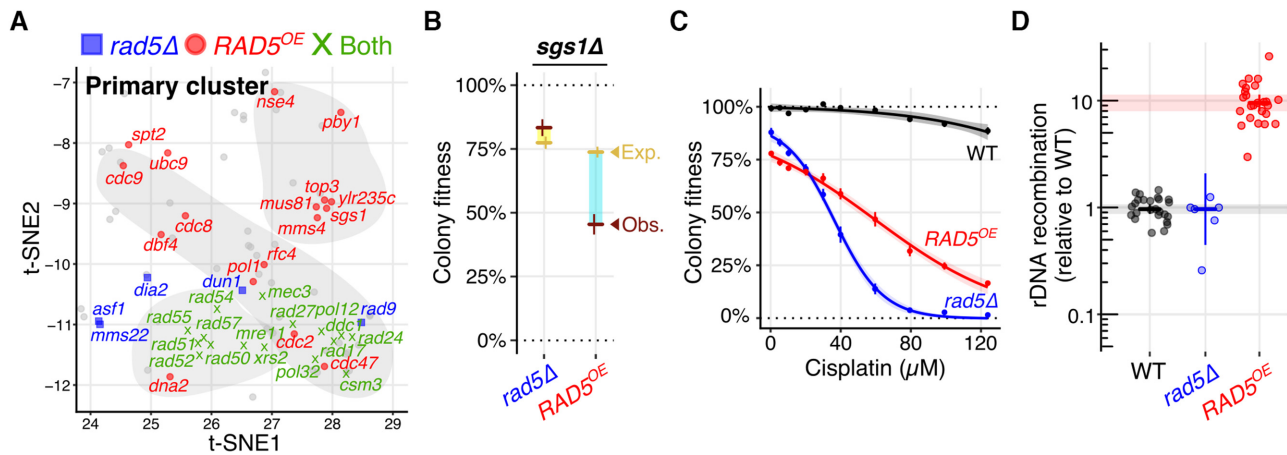 A
rad5Δ RAD5OE X Both
Primary cluster
t-SNE2
−7
−8
−9
−10
−11
−12
nse4
pby1
spt2
ubc9
cdc9
top3
ylr235c
mus81
sgs1
mms4
cdc8
dbf4
rfc4
pol1
dia2
dun1
rad54
mec3
asf1
mms22
rad55
rad57
rad27
pol12
rad9
ddc1
rad51
mre11
rad24
rad52
rad50
xrs2
cdc2
rad17
pol32
cdc47
dna2
csm3
24 25 26 27 28 29
t-SNE1
B
sgs1Δ
Colony fitness
100%
75%
50%
25%
0%
Exp.
Obs.
rad5Δ
RAD5OE
C
Colony fitness
100%
75%
50%
25%
0%
WT
RAD5OE
rad5Δ
0 40 80 120
Cisplatin (μM)
D
rDNA recombination
(relative to WT)
10
1
0.1
WT
rad5Δ
RAD5OE